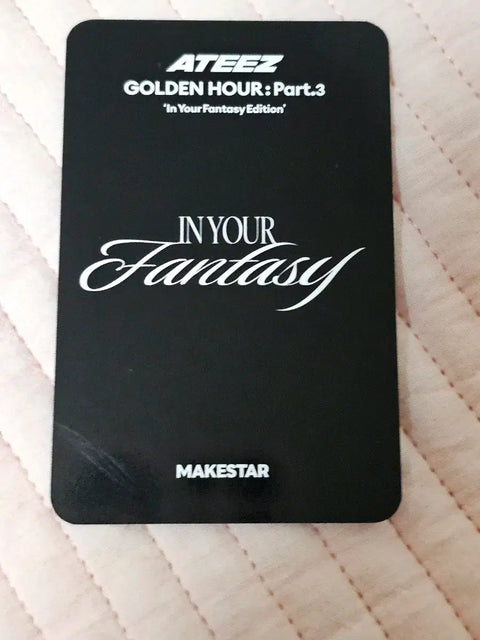 ATEEZ
GOLDEN HOUR : Part.3
'In Your Fantasy Edition'
IN YOUR
Fantasy
MAKESTAR